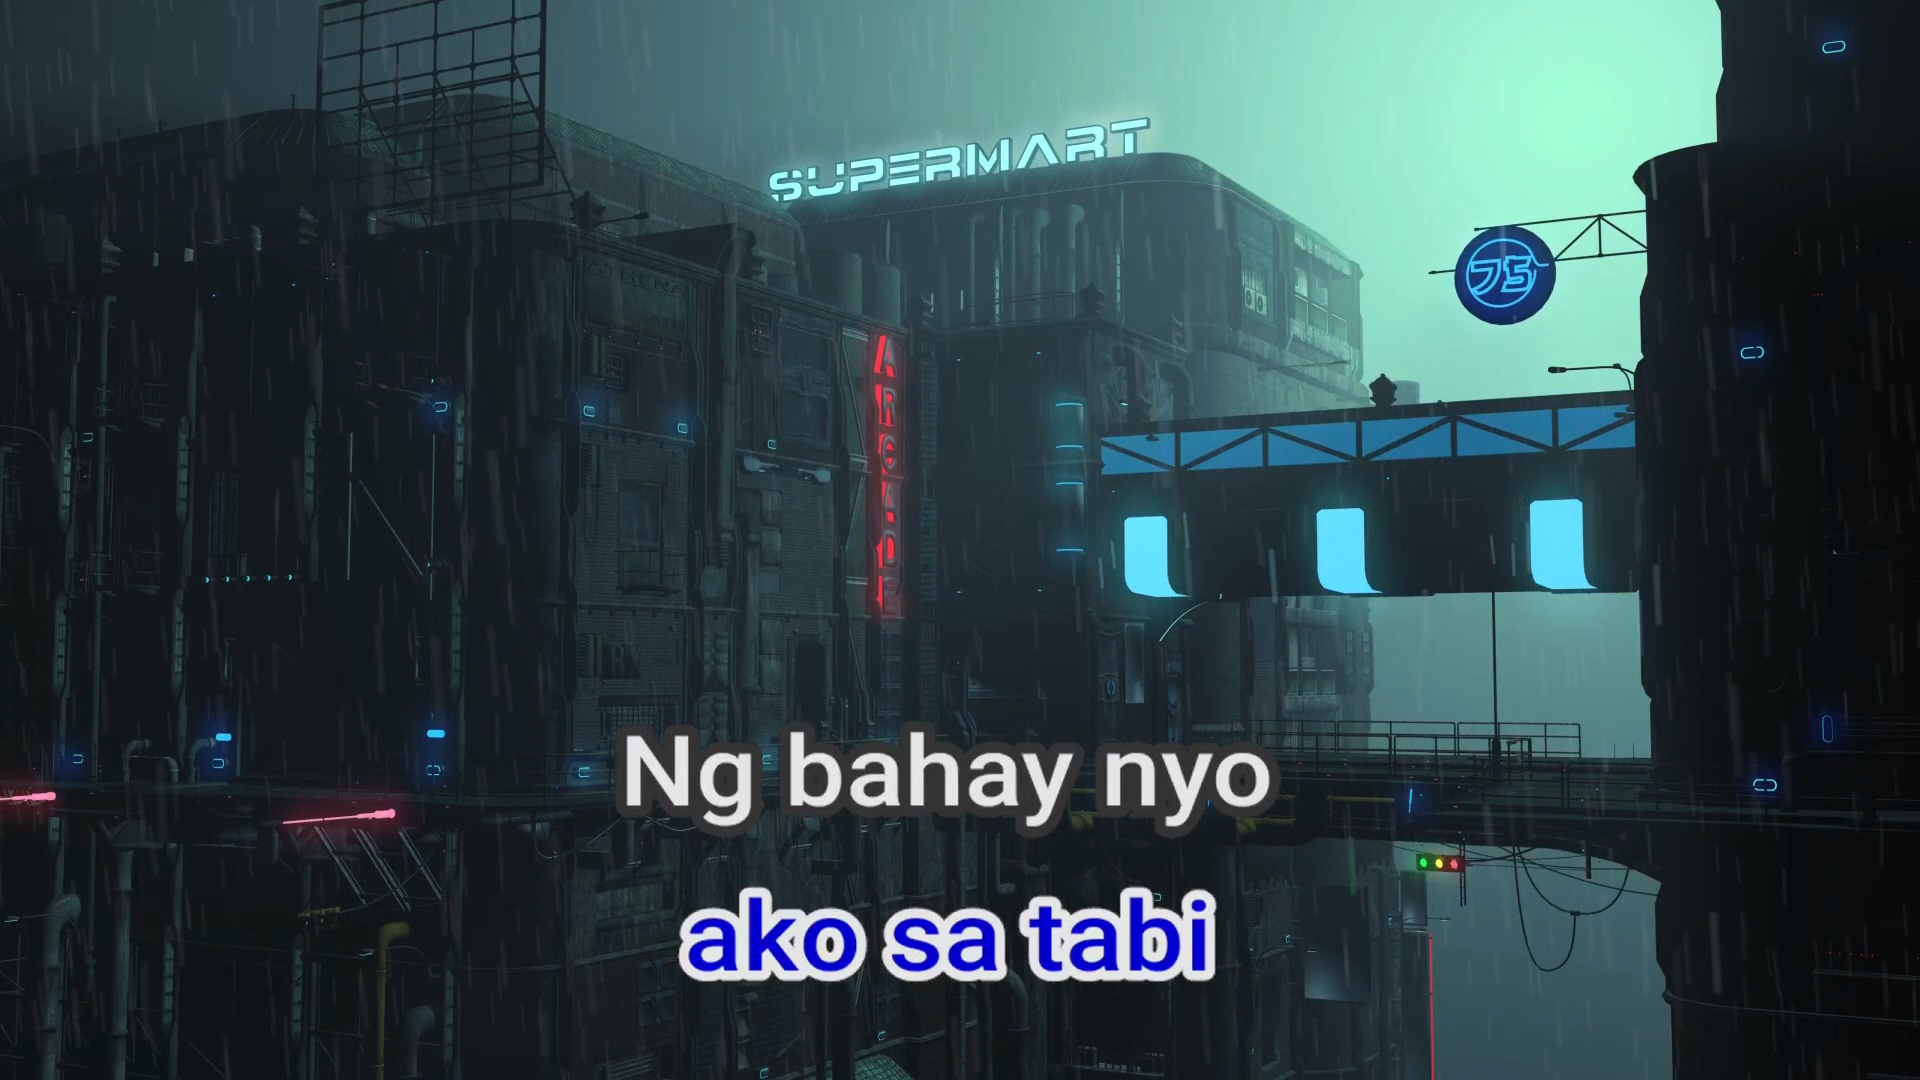 SUPERMART
75
ARCADE
Ng bahay nyo
ako sa tabi